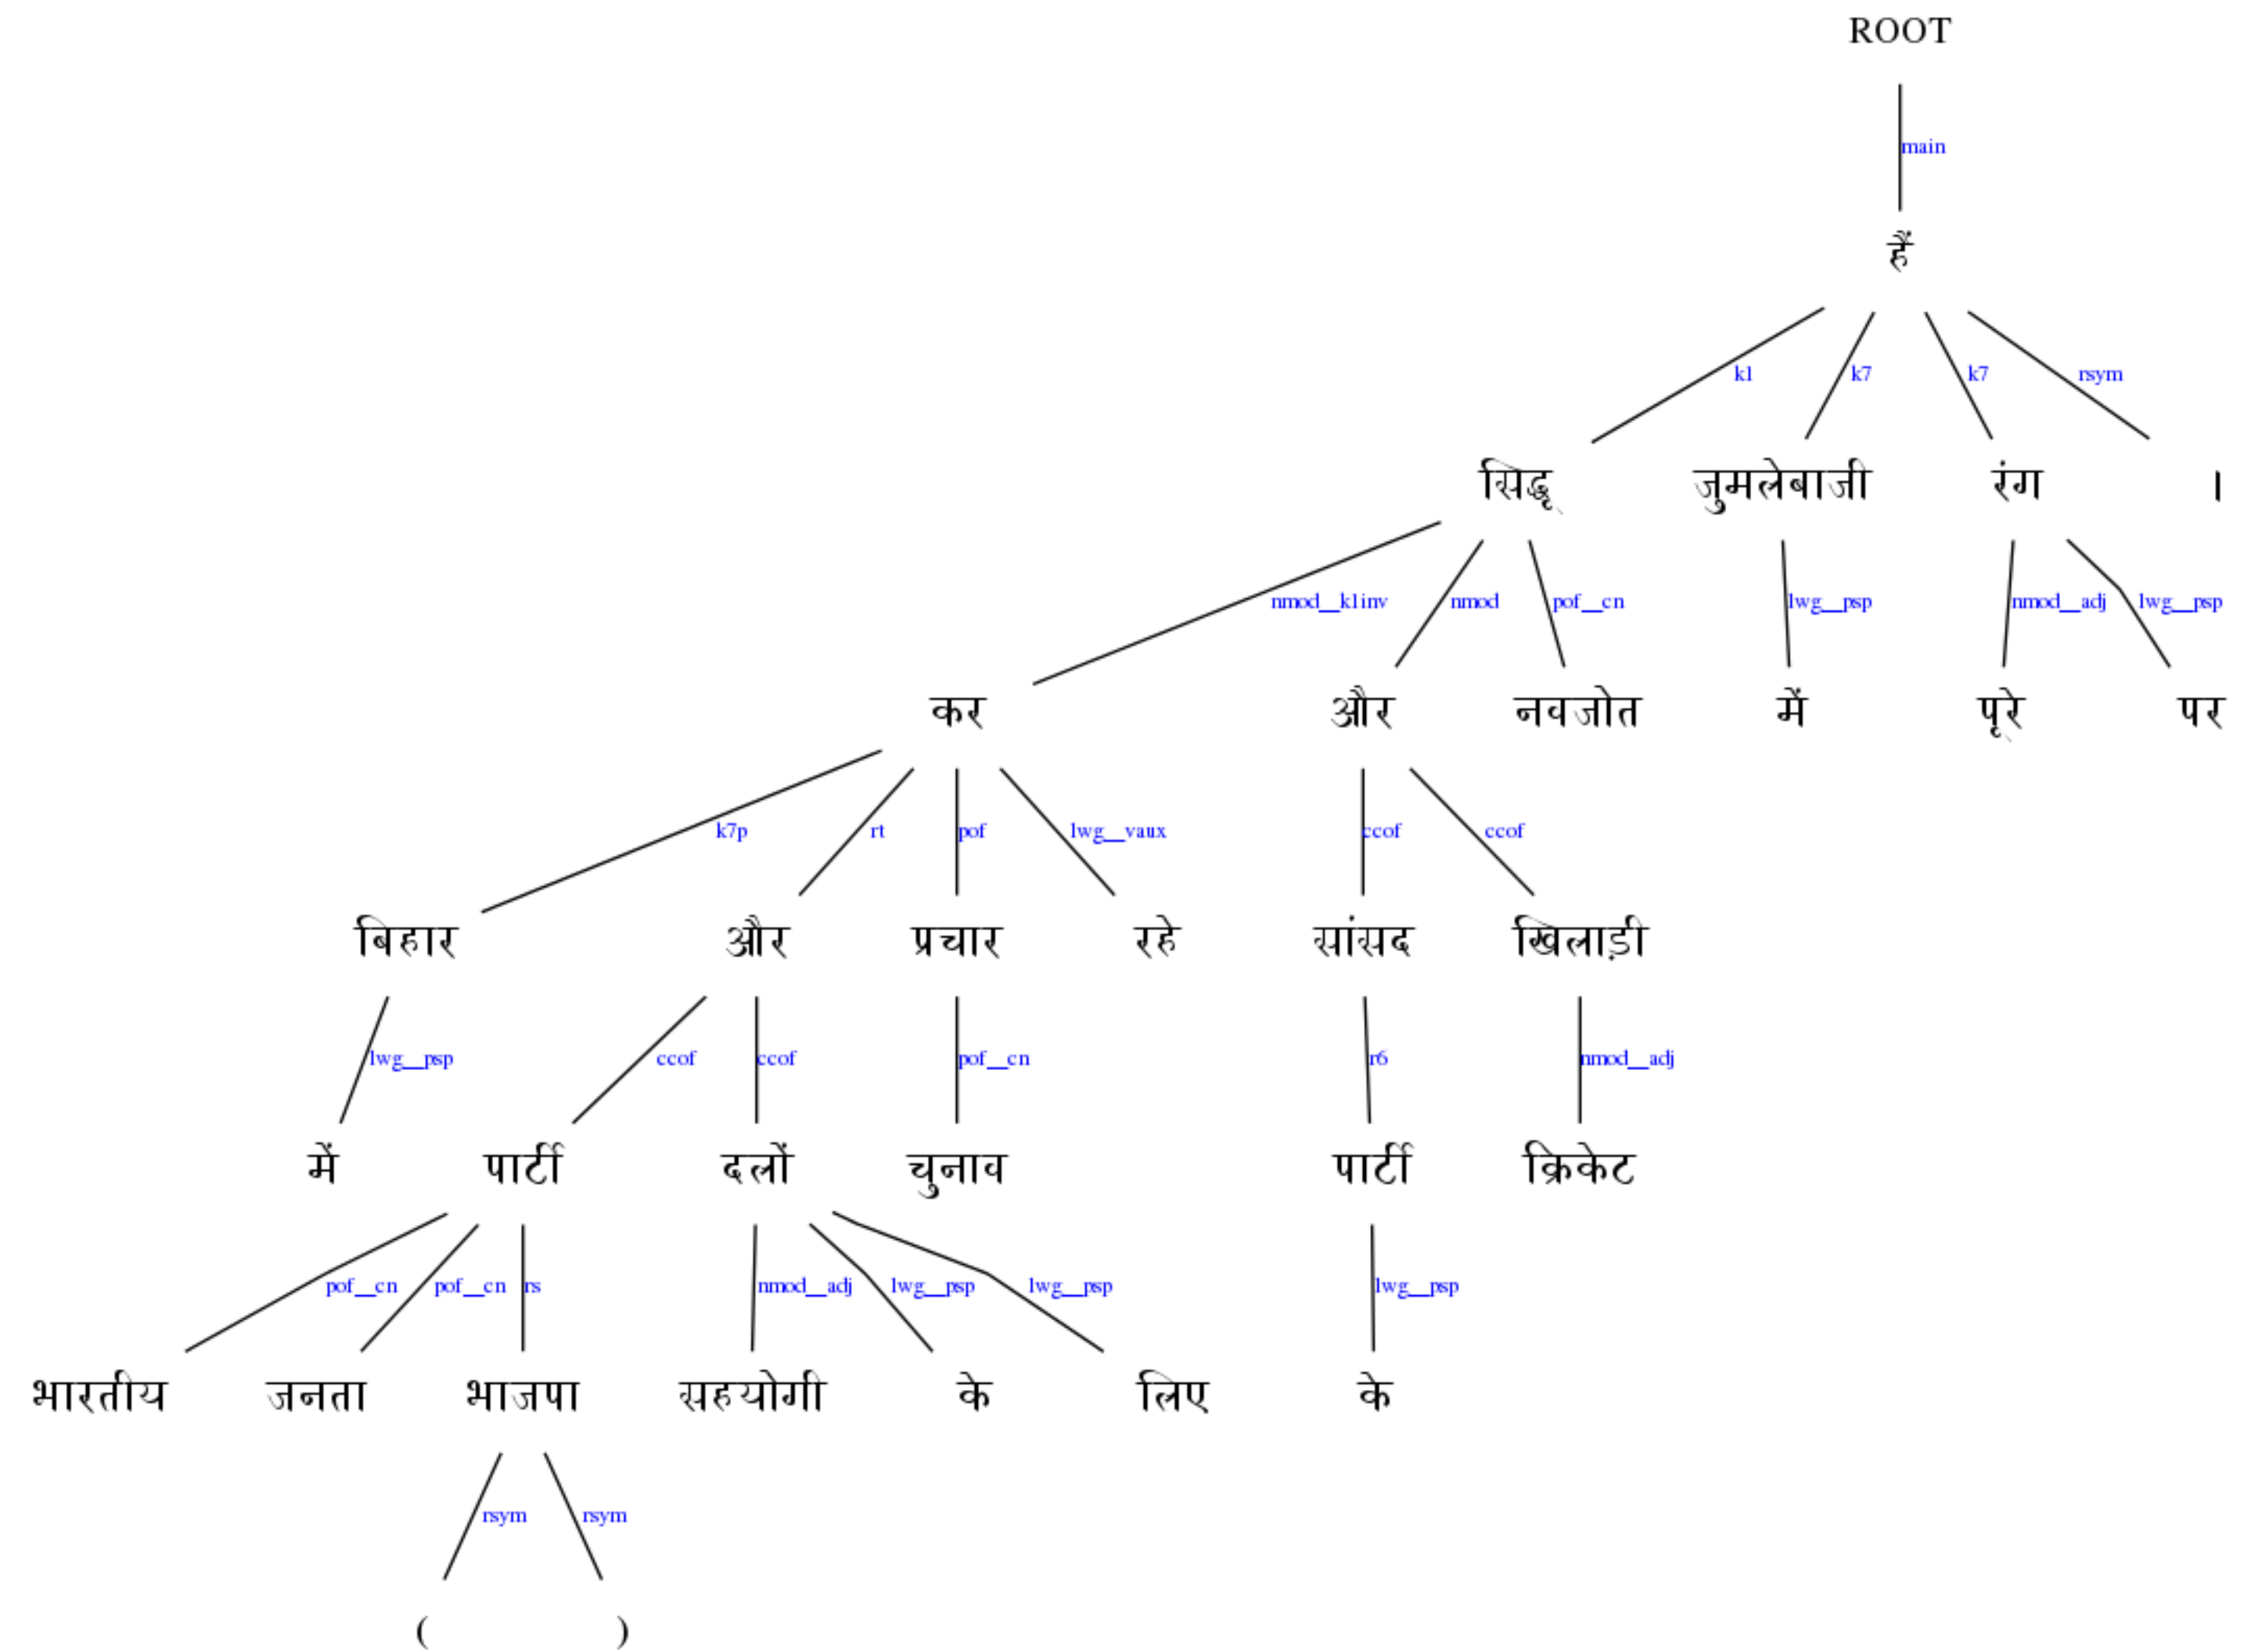 ROOT
main
हैं
k1 k7 k7 rsym
सिद्धू जुमलेबाजी रंग ।
nmod__k1inv nmod pof__cn lwg__psp nmod__adj lwg__psp
कर और नवजोत में पूरे पर
k7p rt pof lwg__vaux ccof ccof
बिहार और प्रचार रहे सांसद खिलाड़ी
lwg__psp ccof ccof pof__cn r6 nmod__adj
में पार्टी दलों चुनाव पार्टी क्रिकेट
pof__cn pof__cn rs nmod__adj lwg__psp lwg__psp lwg__psp
भारतीय जनता भाजपा सहयोगी के लिए के
rsym rsym
( )